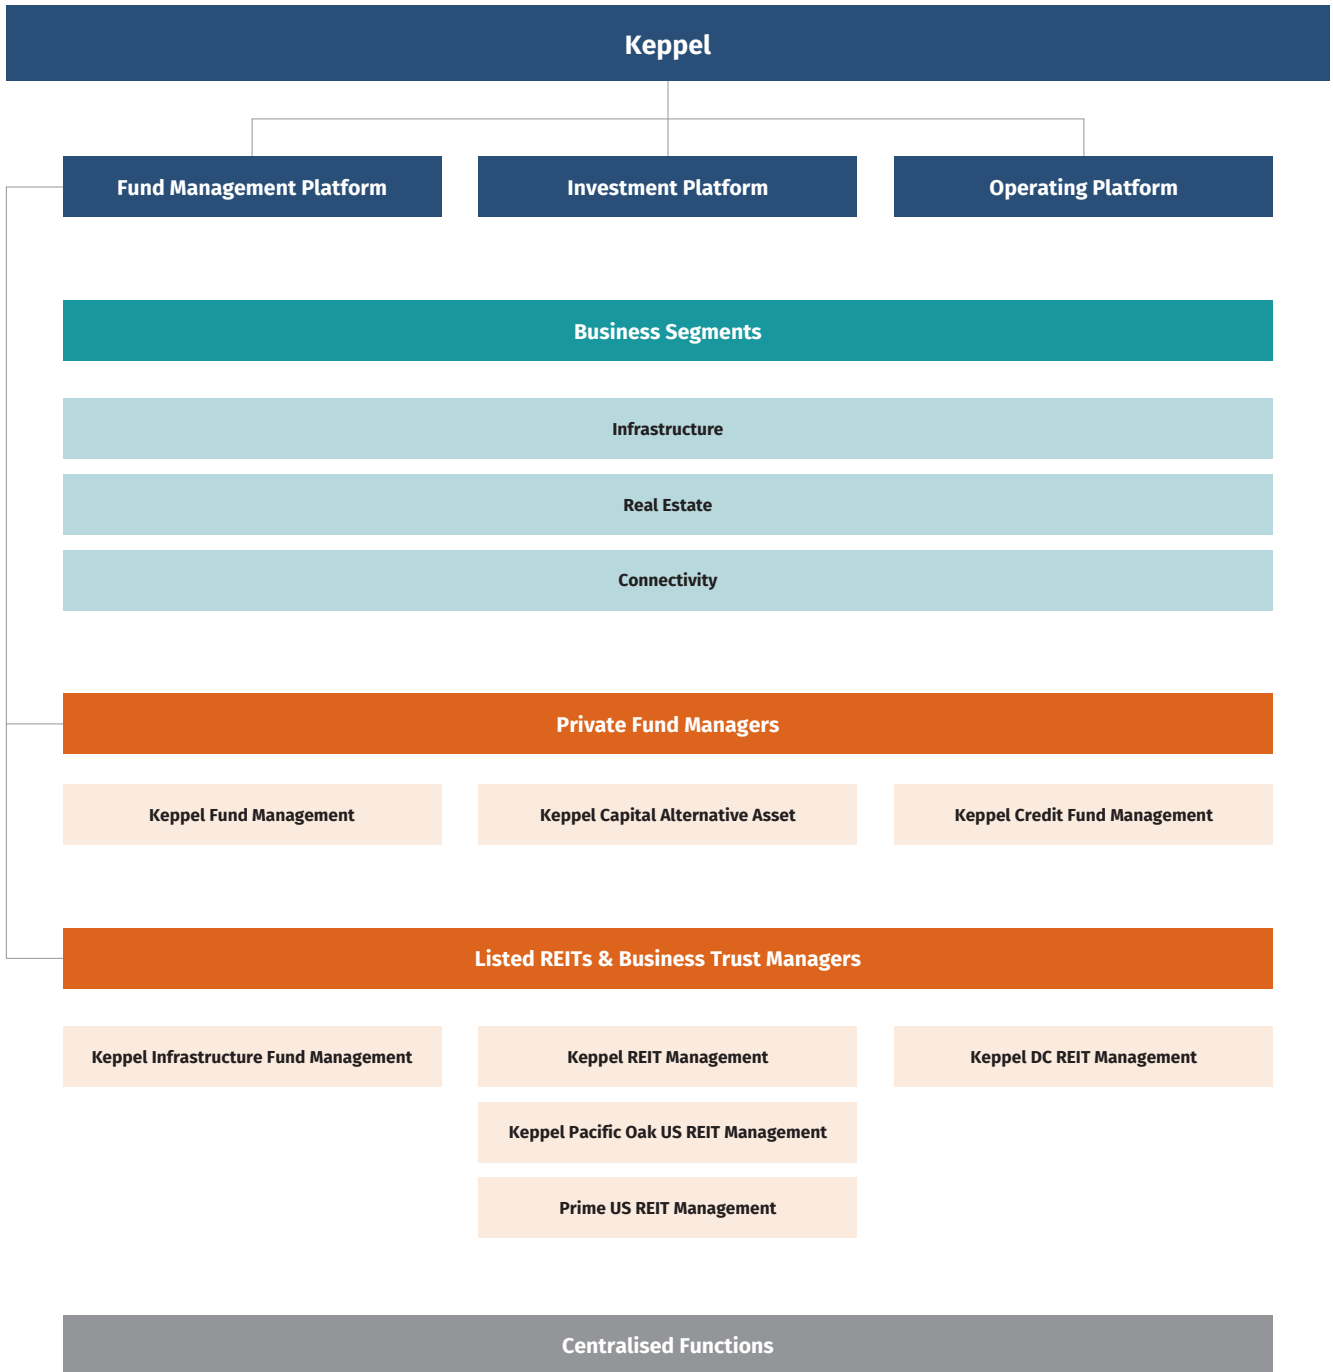 Keppel
Fund Management Platform
Investment Platform
Operating Platform
Business Segments
Infrastructure
Real Estate
Connectivity
Private Fund Managers
Keppel Fund Management
Keppel Capital Alternative Asset
Keppel Credit Fund Management
Listed REITs & Business Trust Managers
Keppel Infrastructure Fund Management
Keppel REIT Management
Keppel DC REIT Management
Keppel Pacific Oak US REIT Management
Prime US REIT Management
Centralised Functions